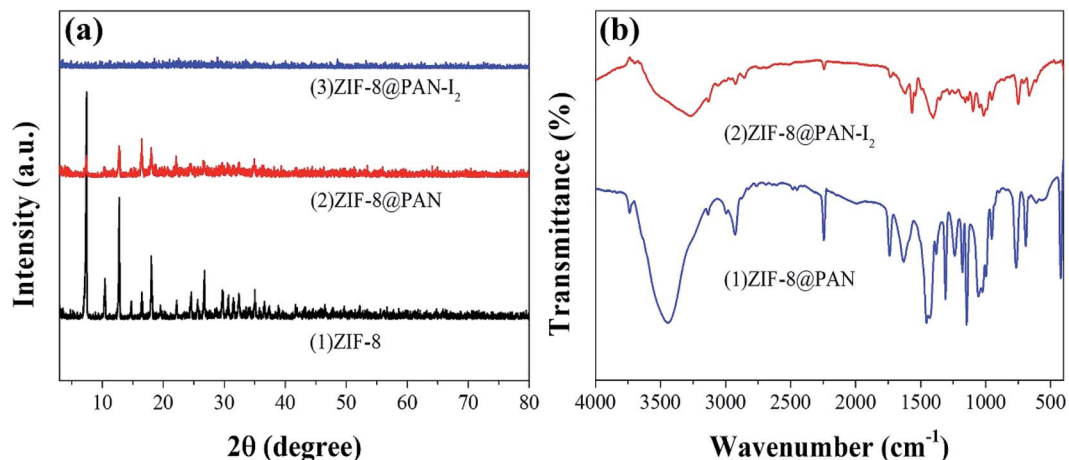 (a)
(3)ZIF-8@PAN-I₂
(2)ZIF-8@PAN
(1)ZIF-8
Intensity (a.u.)
10 20 30 40 50 60 70 80
2θ (degree)
(b)
(2)ZIF-8@PAN-I₂
(1)ZIF-8@PAN
Transmittance (%)
4000 3500 3000 2500 2000 1500 1000 500
Wavenumber (cm⁻¹)